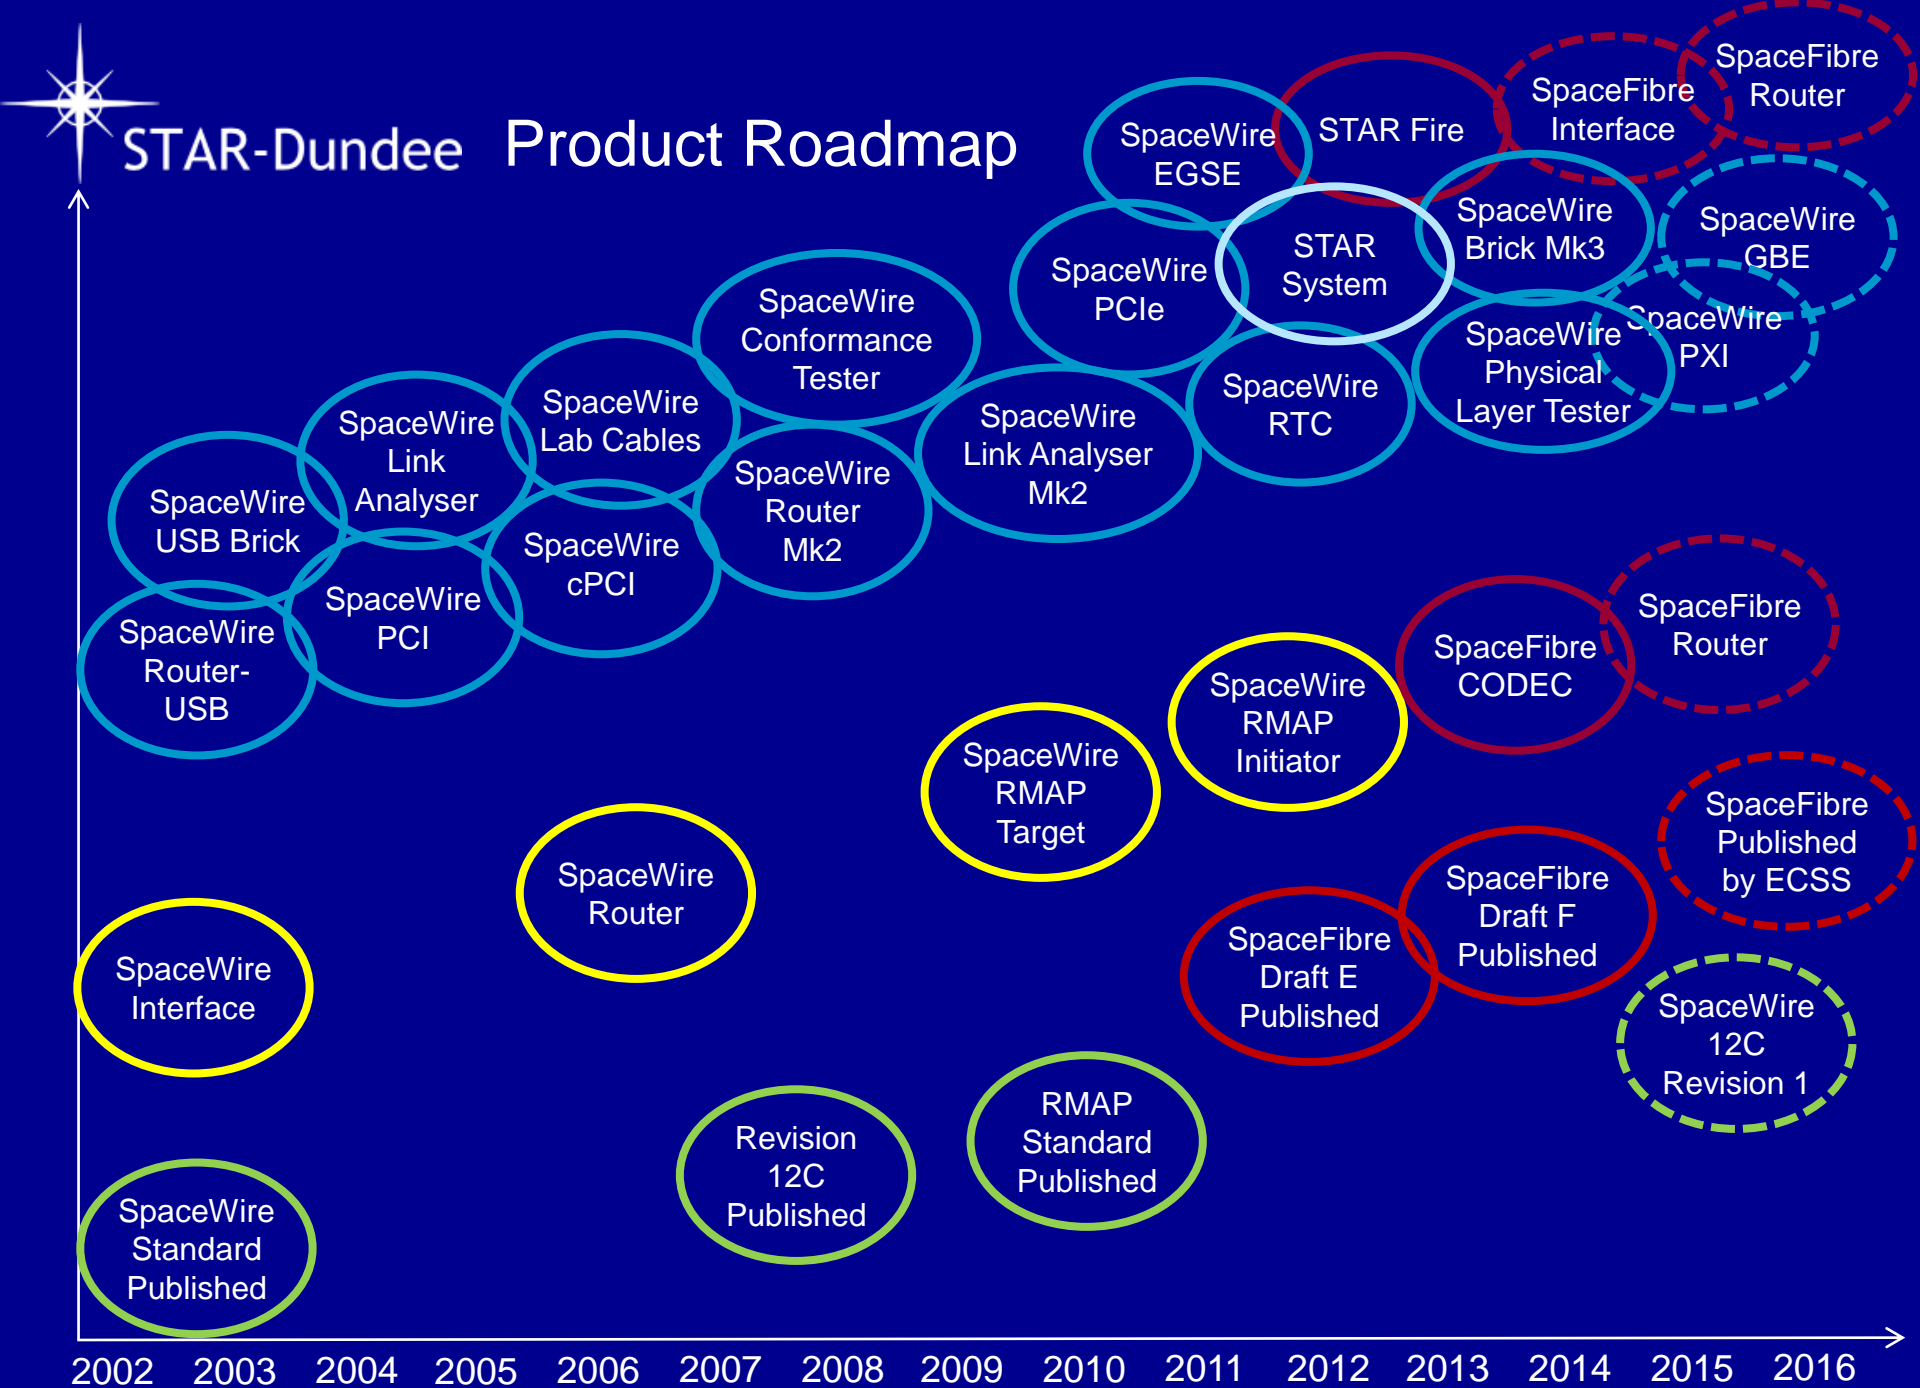 STAR-Dundee
Product Roadmap
SpaceFibre
Router
SpaceFibre
Interface
STAR Fire
SpaceWire
EGSE
SpaceWire
GBE
SpaceWire
Brick Mk3
STAR
System
SpaceWire
PCIe
SpaceWire
Conformance
Tester
SpaceWire
PXI
SpaceWire
Physical
Layer Tester
SpaceWire
RTC
SpaceWire
Link Analyser
Mk2
SpaceWire
Lab Cables
SpaceWire
Link
Analyser
SpaceWire
Router
Mk2
SpaceWire
USB Brick
SpaceWire
cPCI
SpaceWire
PCI
SpaceWire
Router-
USB
SpaceFibre
Router
SpaceFibre
CODEC
SpaceWire
RMAP
Initiator
SpaceWire
RMAP
Target
SpaceWire
Router
SpaceWire
Interface
SpaceFibre
Published
by ECSS
SpaceFibre
Draft F
Published
SpaceFibre
Draft E
Published
SpaceWire
12C
Revision 1
RMAP
Standard
Published
Revision
12C
Published
SpaceWire
Standard
Published
2002 2003 2004 2005 2006 2007 2008 2009 2010 2011 2012 2013 2014 2015 2016